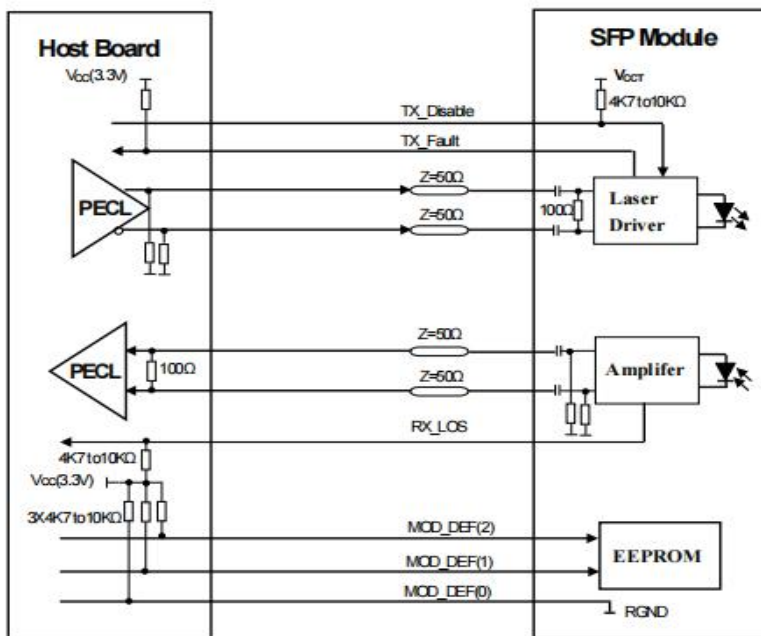 Host Board
SFP Module
Vcc(3.3V)
VCCT
4K7to10KΩ
TX_Disable
TX_Fault
Z=50Ω
PECL
100Ω
Laser
Driver
Z=50Ω
Z=50Ω
PECL
100Ω
Z=50Ω
Amplifer
RX_LOS
4K7to10KΩ
Vcc(3.3V)
3X4K7to10KΩ
MOD_DEF(2)
EEPROM
MOD_DEF(1)
MOD_DEF(0)
RGND